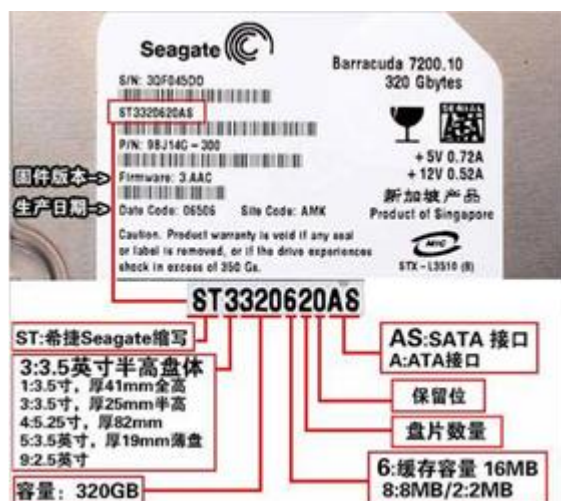 Seagate
Barracuda 7200.10
320 Gbytes
S/N: 3QF045DD
ST3320620AS
P/N: 9BJ14G-300
固件版本->
Firmware: 3.AAC
生产日期->
Date Code: 06506 Site Code: AMK
SERIAL
+5V 0.72A
+12V 0.52A
新加坡产品
Product of Singapore
Caution. Product warranty is void if any seal
or label is removed, or if the drive experiences
shock in excess of 350 Gs.
STX-L3510 (B)
ST3320620AS
ST:希捷Seagate缩写
3:3.5英寸半高盘体
1:3.5寸,厚41mm全高
3:3.5寸,厚25mm半高
4:5.25寸,厚82mm
5:3.5英寸,厚19mm薄盘
9:2.5英寸
容量:320GB
AS:SATA 接口
A:ATA接口
保留位
盘片数量
6:缓存容量 16MB
8:8MB/2:2MB